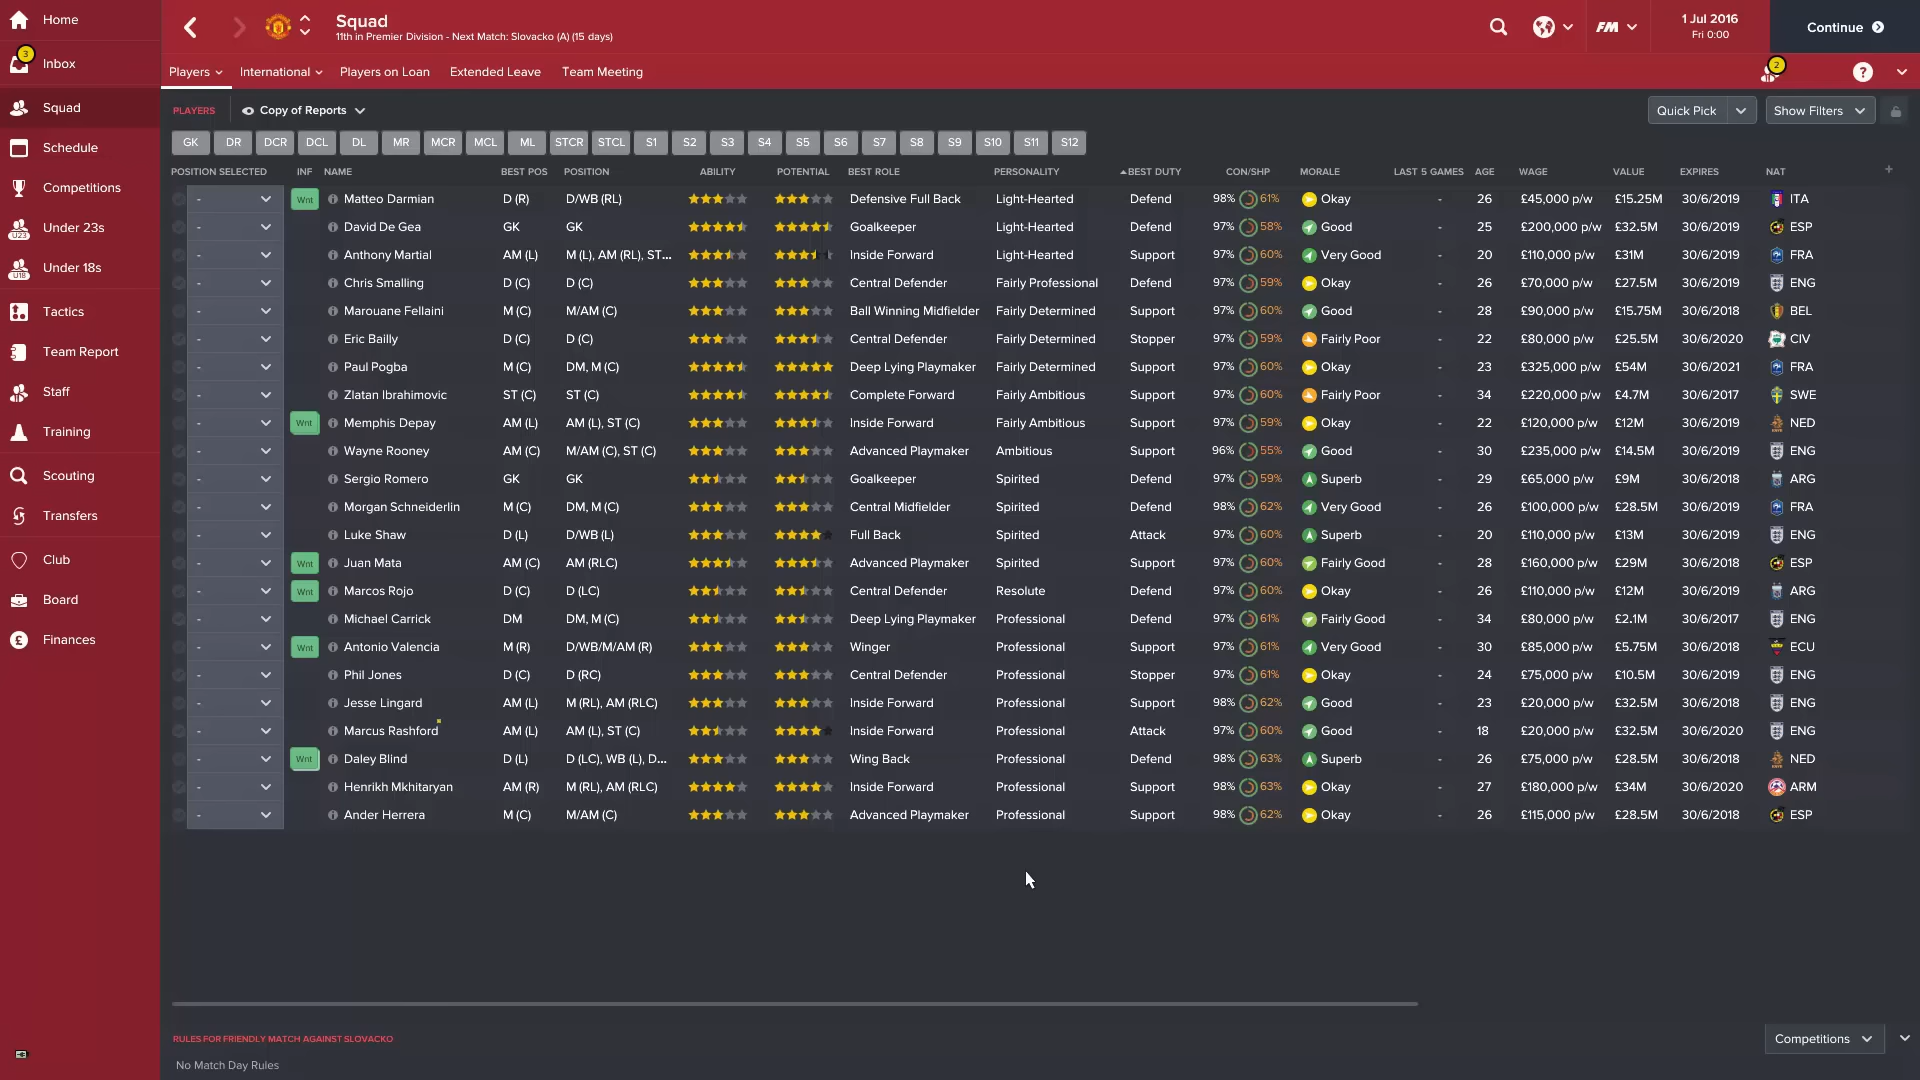 Home
3
Inbox
Squad
Schedule
Competitions
Under 23s
Under 18s
Tactics
Team Report
Staff
Training
Scouting
Transfers
Club
Board
Finances
Squad
11th in Premier Division - Next Match: Slovacko (A) (15 days)
FM
1 Jul 2016
Fri 0:00
Continue
Players International Players on Loan Extended Leave Team Meeting
2
?
PLAYERS Copy of Reports Quick Pick Show Filters
GK DR DCR DCL DL MR MCR MCL ML STCR STCL S1 S2 S3 S4 S5 S6 S7 S8 S9 S10 S11 S12
POSITION SELECTED INF NAME BEST POS POSITION ABILITY POTENTIAL BEST ROLE PERSONALITY BEST DUTY CON/SHP MORALE LAST 5 GAMES AGE WAGE VALUE EXPIRES NAT +
- Wnt Matteo Darmian D (R) D/WB (RL) Defensive Full Back Light-Hearted Defend 98% 61% Okay - 26 £45,000 p/w £15.25M 30/6/2019 ITA
- David De Gea GK GK Goalkeeper Light-Hearted Defend 97% 58% Good - 25 £200,000 p/w £32.5M 30/6/2019 ESP
- Anthony Martial AM (L) M (L), AM (RL), ST... Inside Forward Light-Hearted Support 97% 60% Very Good - 20 £110,000 p/w £31M 30/6/2019 FRA
- Chris Smalling D (C) D (C) Central Defender Fairly Professional Defend 97% 59% Okay - 26 £70,000 p/w £27.5M 30/6/2019 ENG
- Marouane Fellaini M (C) M/AM (C) Ball Winning Midfielder Fairly Determined Support 97% 60% Good - 28 £90,000 p/w £15.75M 30/6/2018 BEL
- Eric Bailly D (C) D (C) Central Defender Fairly Determined Stopper 97% 59% Fairly Poor - 22 £80,000 p/w £25.5M 30/6/2020 CIV
- Paul Pogba M (C) DM, M (C) Deep Lying Playmaker Fairly Determined Support 97% 60% Okay - 23 £325,000 p/w £54M 30/6/2021 FRA
- Zlatan Ibrahimovic ST (C) ST (C) Complete Forward Fairly Ambitious Support 97% 60% Fairly Poor - 34 £220,000 p/w £4.7M 30/6/2017 SWE
- Wnt Memphis Depay AM (L) AM (L), ST (C) Inside Forward Fairly Ambitious Support 97% 59% Okay - 22 £120,000 p/w £12M 30/6/2019 NED
- Wayne Rooney AM (C) M/AM (C), ST (C) Advanced Playmaker Ambitious Support 96% 55% Good - 30 £235,000 p/w £14.5M 30/6/2019 ENG
- Sergio Romero GK GK Goalkeeper Spirited Defend 97% 59% Superb - 29 £65,000 p/w £9M 30/6/2018 ARG
- Morgan Schneiderlin M (C) DM, M (C) Central Midfielder Spirited Defend 98% 62% Very Good - 26 £100,000 p/w £28.5M 30/6/2019 FRA
- Luke Shaw D (L) D/WB (L) Full Back Spirited Attack 97% 60% Superb - 20 £110,000 p/w £13M 30/6/2019 ENG
- Wnt Juan Mata AM (C) AM (RLC) Advanced Playmaker Spirited Support 97% 60% Fairly Good - 28 £160,000 p/w £29M 30/6/2018 ESP
- Wnt Marcos Rojo D (C) D (LC) Central Defender Resolute Defend 97% 60% Okay - 26 £110,000 p/w £12M 30/6/2019 ARG
- Michael Carrick DM DM, M (C) Deep Lying Playmaker Professional Defend 97% 61% Fairly Good - 34 £80,000 p/w £2.1M 30/6/2017 ENG
- Wnt Antonio Valencia M (R) D/WB/M/AM (R) Winger Professional Support 97% 61% Very Good - 30 £85,000 p/w £5.75M 30/6/2018 ECU
- Phil Jones D (C) D (RC) Central Defender Professional Stopper 97% 61% Okay - 24 £75,000 p/w £10.5M 30/6/2019 ENG
- Jesse Lingard AM (L) M (RL), AM (RLC) Inside Forward Professional Support 98% 62% Good - 23 £20,000 p/w £32.5M 30/6/2018 ENG
- Marcus Rashford AM (L) AM (L), ST (C) Inside Forward Professional Attack 97% 60% Good - 18 £20,000 p/w £32.5M 30/6/2020 ENG
- Wnt Daley Blind D (L) D (LC), WB (L), D... Wing Back Professional Defend 98% 63% Superb - 26 £75,000 p/w £28.5M 30/6/2018 NED
- Henrikh Mkhitaryan AM (R) M (RL), AM (RLC) Inside Forward Professional Support 98% 63% Okay - 27 £180,000 p/w £34M 30/6/2020 ARM
- Ander Herrera M (C) M/AM (C) Advanced Playmaker Professional Support 98% 62% Okay - 26 £115,000 p/w £28.5M 30/6/2018 ESP
RULES FOR FRIENDLY MATCH AGAINST SLOVACKO
Competitions
No Match Day Rules